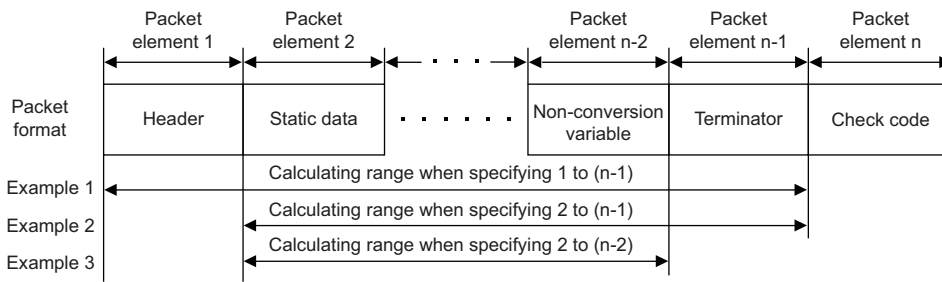 Packet element 1
Packet element 2
Packet element n-2
Packet element n-1
Packet element n
Packet format
Header
Static data
Non-conversion variable
Terminator
Check code
Example 1
Calculating range when specifying 1 to (n-1)
Example 2
Calculating range when specifying 2 to (n-1)
Example 3
Calculating range when specifying 2 to (n-2)